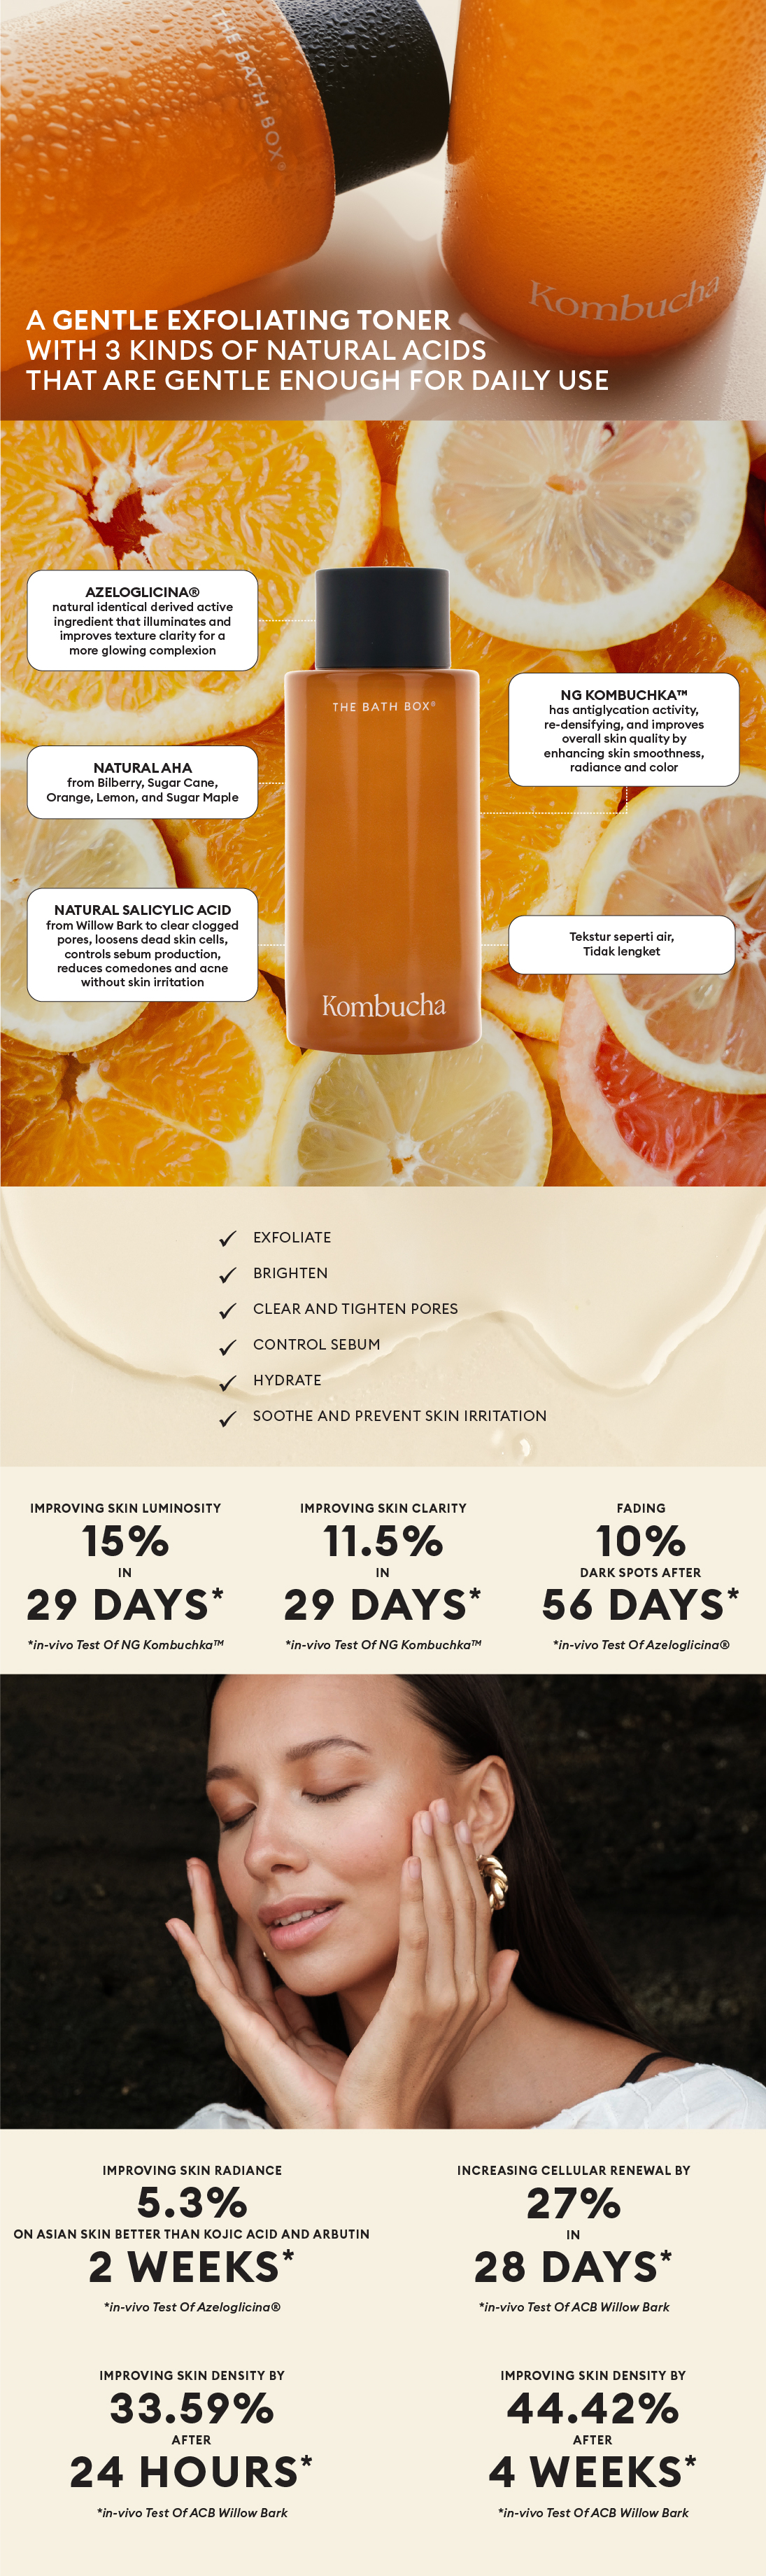 THE BATH BOX®
Kombucha
A GENTLE EXFOLIATING TONER
WITH 3 KINDS OF NATURAL ACIDS
THAT ARE GENTLE ENOUGH FOR DAILY USE
AZELOGLICINA®
natural identical derived active
ingredient that illuminates and
improves texture clarity for a
more glowing complexion
NATURAL AHA
from Bilberry, Sugar Cane,
Orange, Lemon, and Sugar Maple
NATURAL SALICYLIC ACID
from Willow Bark to clear clogged
pores, loosens dead skin cells,
controls sebum production,
reduces comedones and acne
without skin irritation
THE BATH BOX®
Kombucha
NG KOMBUCHKA™
has antiglycation activity,
re-densifying, and improves
overall skin quality by
enhancing skin smoothness,
radiance and color
Tekstur seperti air,
Tidak lengket
EXFOLIATE
BRIGHTEN
CLEAR AND TIGHTEN PORES
CONTROL SEBUM
HYDRATE
SOOTHE AND PREVENT SKIN IRRITATION
IMPROVING SKIN LUMINOSITY
15%
IN
29 DAYS*
*in-vivo Test Of NG Kombuchka™
IMPROVING SKIN CLARITY
11.5%
IN
29 DAYS*
*in-vivo Test Of NG Kombuchka™
FADING
10%
DARK SPOTS AFTER
56 DAYS*
*in-vivo Test Of Azeloglicina®
IMPROVING SKIN RADIANCE
5.3%
ON ASIAN SKIN BETTER THAN KOJIC ACID AND ARBUTIN
2 WEEKS*
*in-vivo Test Of Azeloglicina®
INCREASING CELLULAR RENEWAL BY
27%
IN
28 DAYS*
*in-vivo Test Of ACB Willow Bark
IMPROVING SKIN DENSITY BY
33.59%
AFTER
24 HOURS*
*in-vivo Test Of ACB Willow Bark
IMPROVING SKIN DENSITY BY
44.42%
AFTER
4 WEEKS*
*in-vivo Test Of ACB Willow Bark